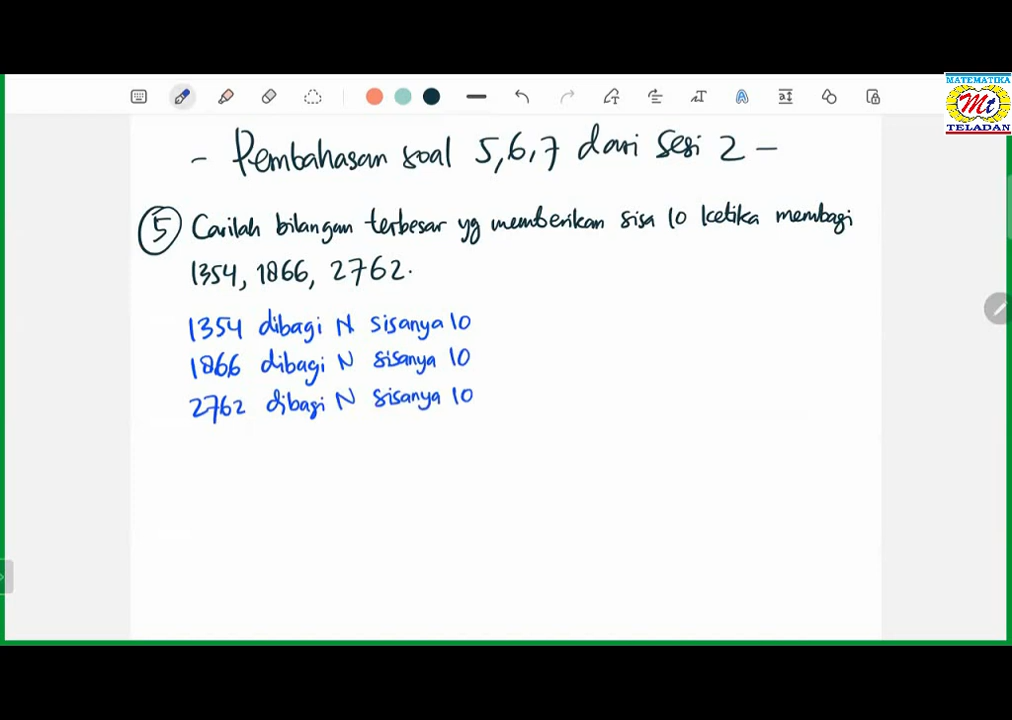 MATEMATIKA
Mt
TELADAN
- Pembahasan soal 5,6,7 dari sesi 2 -
5 Carilah bilangan terbesar yg memberikan sisa 10 ketika membagi
1354, 1866, 2762.
1354 dibagi N sisanya 10
1866 dibagi N sisanya 10
2762 dibagi N sisanya 10